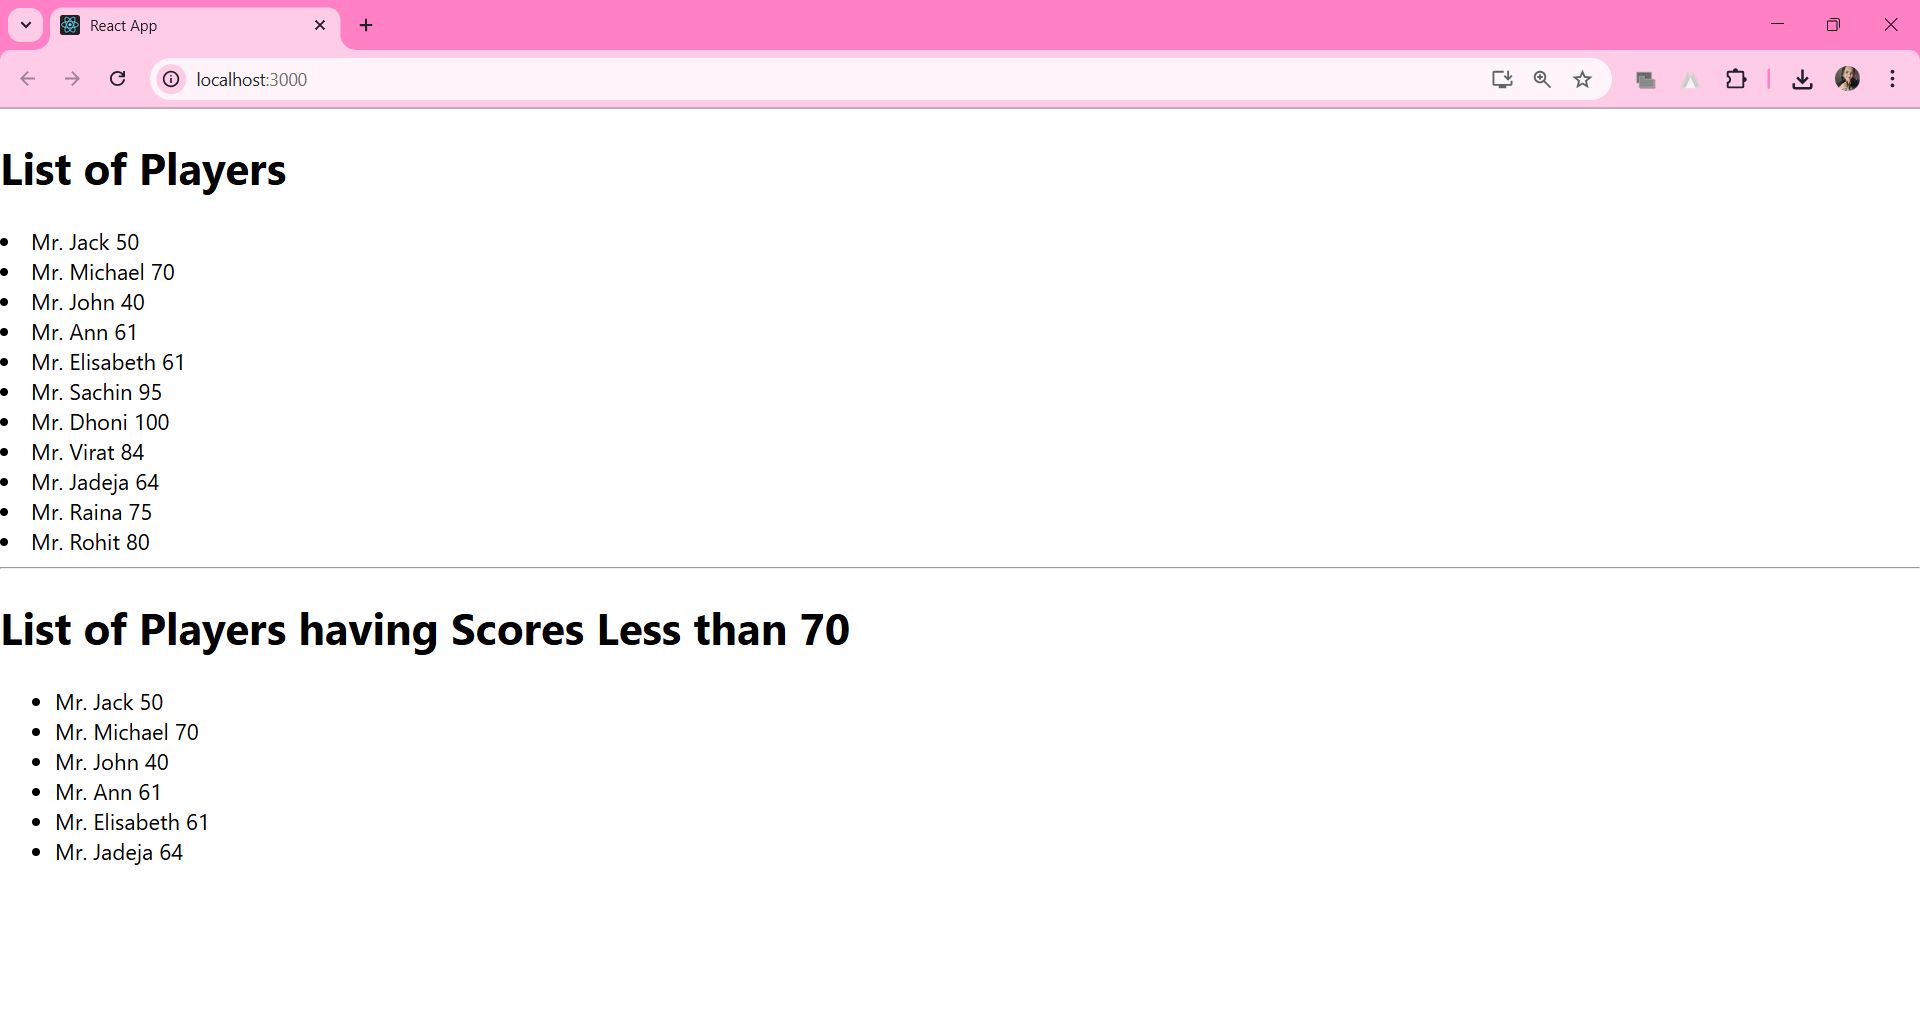 React App
localhost:3000
List of Players
Mr. Jack 50
Mr. Michael 70
Mr. John 40
Mr. Ann 61
Mr. Elisabeth 61
Mr. Sachin 95
Mr. Dhoni 100
Mr. Virat 84
Mr. Jadeja 64
Mr. Raina 75
Mr. Rohit 80
List of Players having Scores Less than 70
Mr. Jack 50
Mr. Michael 70
Mr. John 40
Mr. Ann 61
Mr. Elisabeth 61
Mr. Jadeja 64